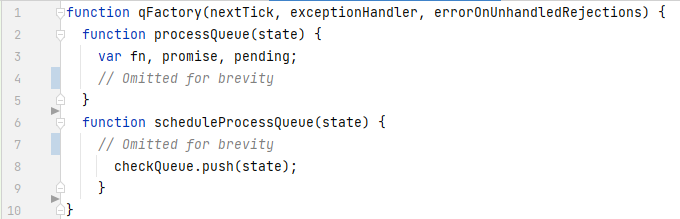 1 function qFactory(nextTick, exceptionHandler, errorOnUnhandledRejections) {
2 function processQueue(state) {
3 var fn, promise, pending;
4 // Omitted for brevity
5 }
6 function scheduleProcessQueue(state) {
7 // Omitted for brevity
8 checkQueue.push(state);
9 }
10 }